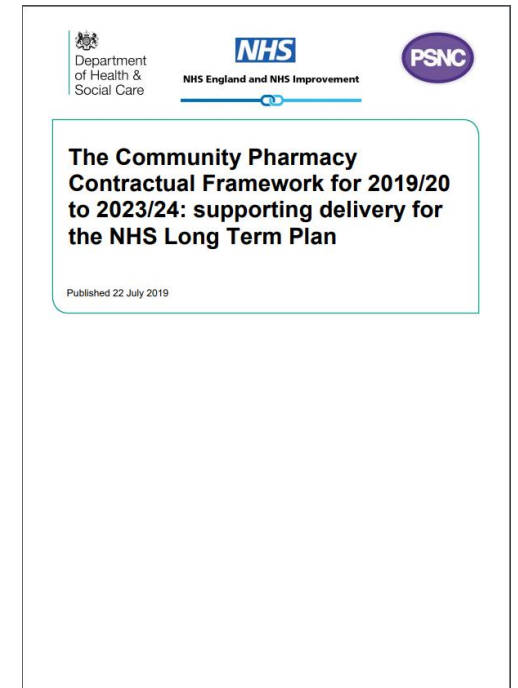 Department
of Health &
Social Care
NHS
NHS England and NHS Improvement
PSNC
The Community Pharmacy
Contractual Framework for 2019/20
to 2023/24: supporting delivery for
the NHS Long Term Plan
Published 22 July 2019